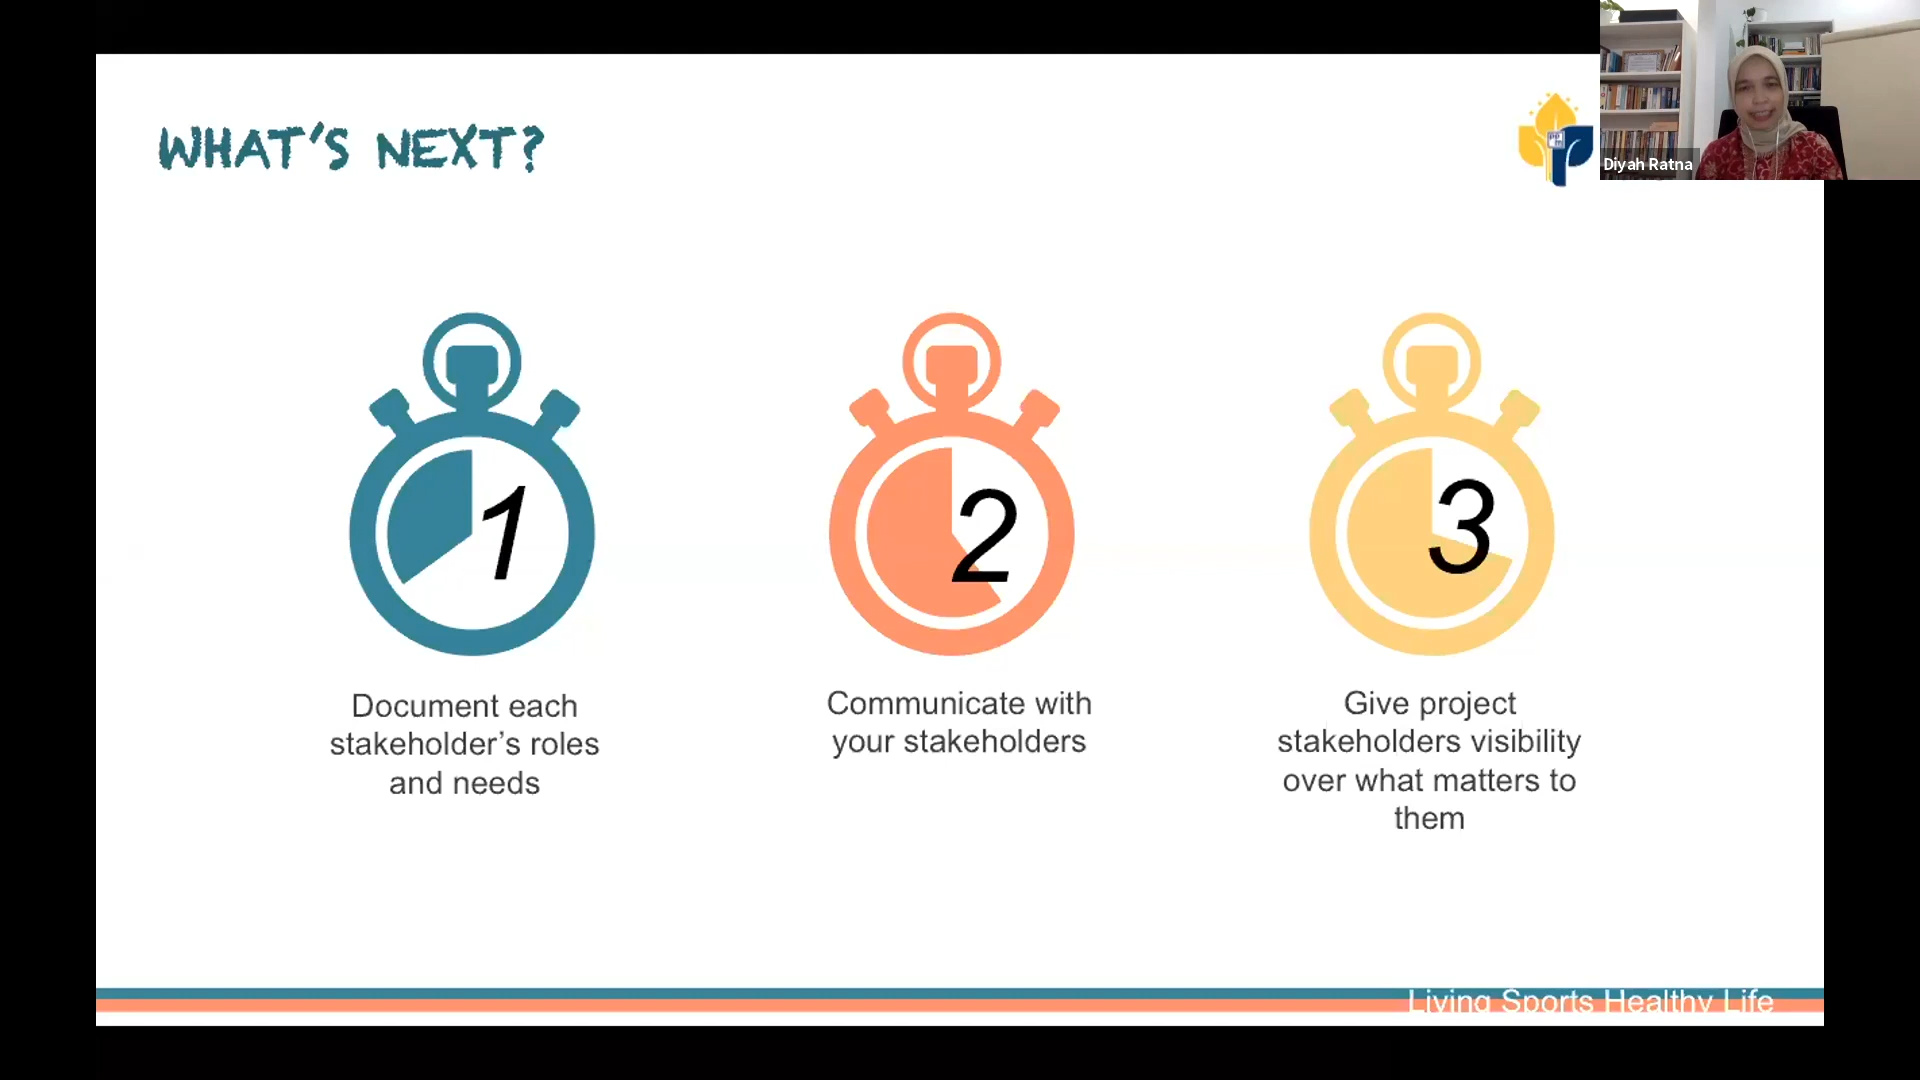 WHAT'S NEXT?
Diyah Ratna
1
2
3
Document each
stakeholder’s roles
and needs
Communicate with
your stakeholders
Give project
stakeholders visibility
over what matters to
them
Living Sports Healthy Life